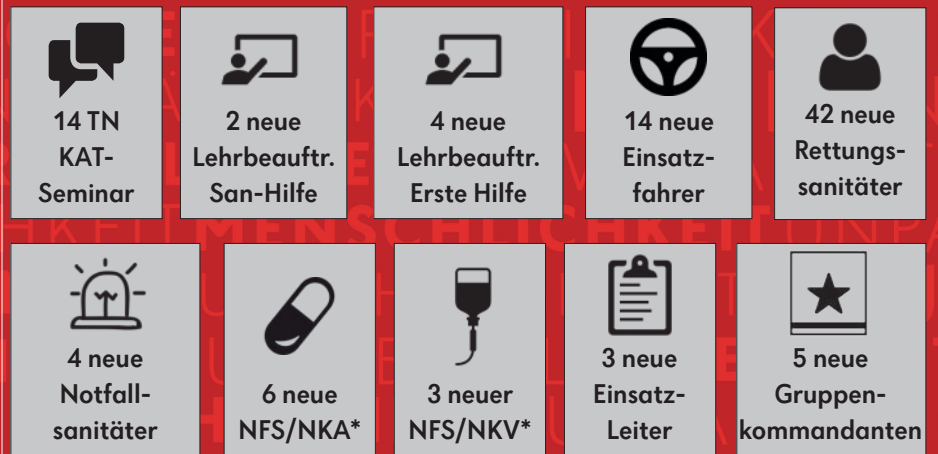 14 TN
KAT-
Seminar
2 neue
Lehrbeauftr.
San-Hilfe
4 neue
Lehrbeauftr.
Erste Hilfe
14 neue
Einsatz-
fahrer
42 neue
Rettungs-
sanitäter
MENSCHLICHKEIT
4 neue
Notfall-
sanitäter
6 neue
NFS/NKA*
3 neuer
NFS/NKV*
3 neue
Einsatz-
Leiter
5 neue
Gruppen-
kommandanten